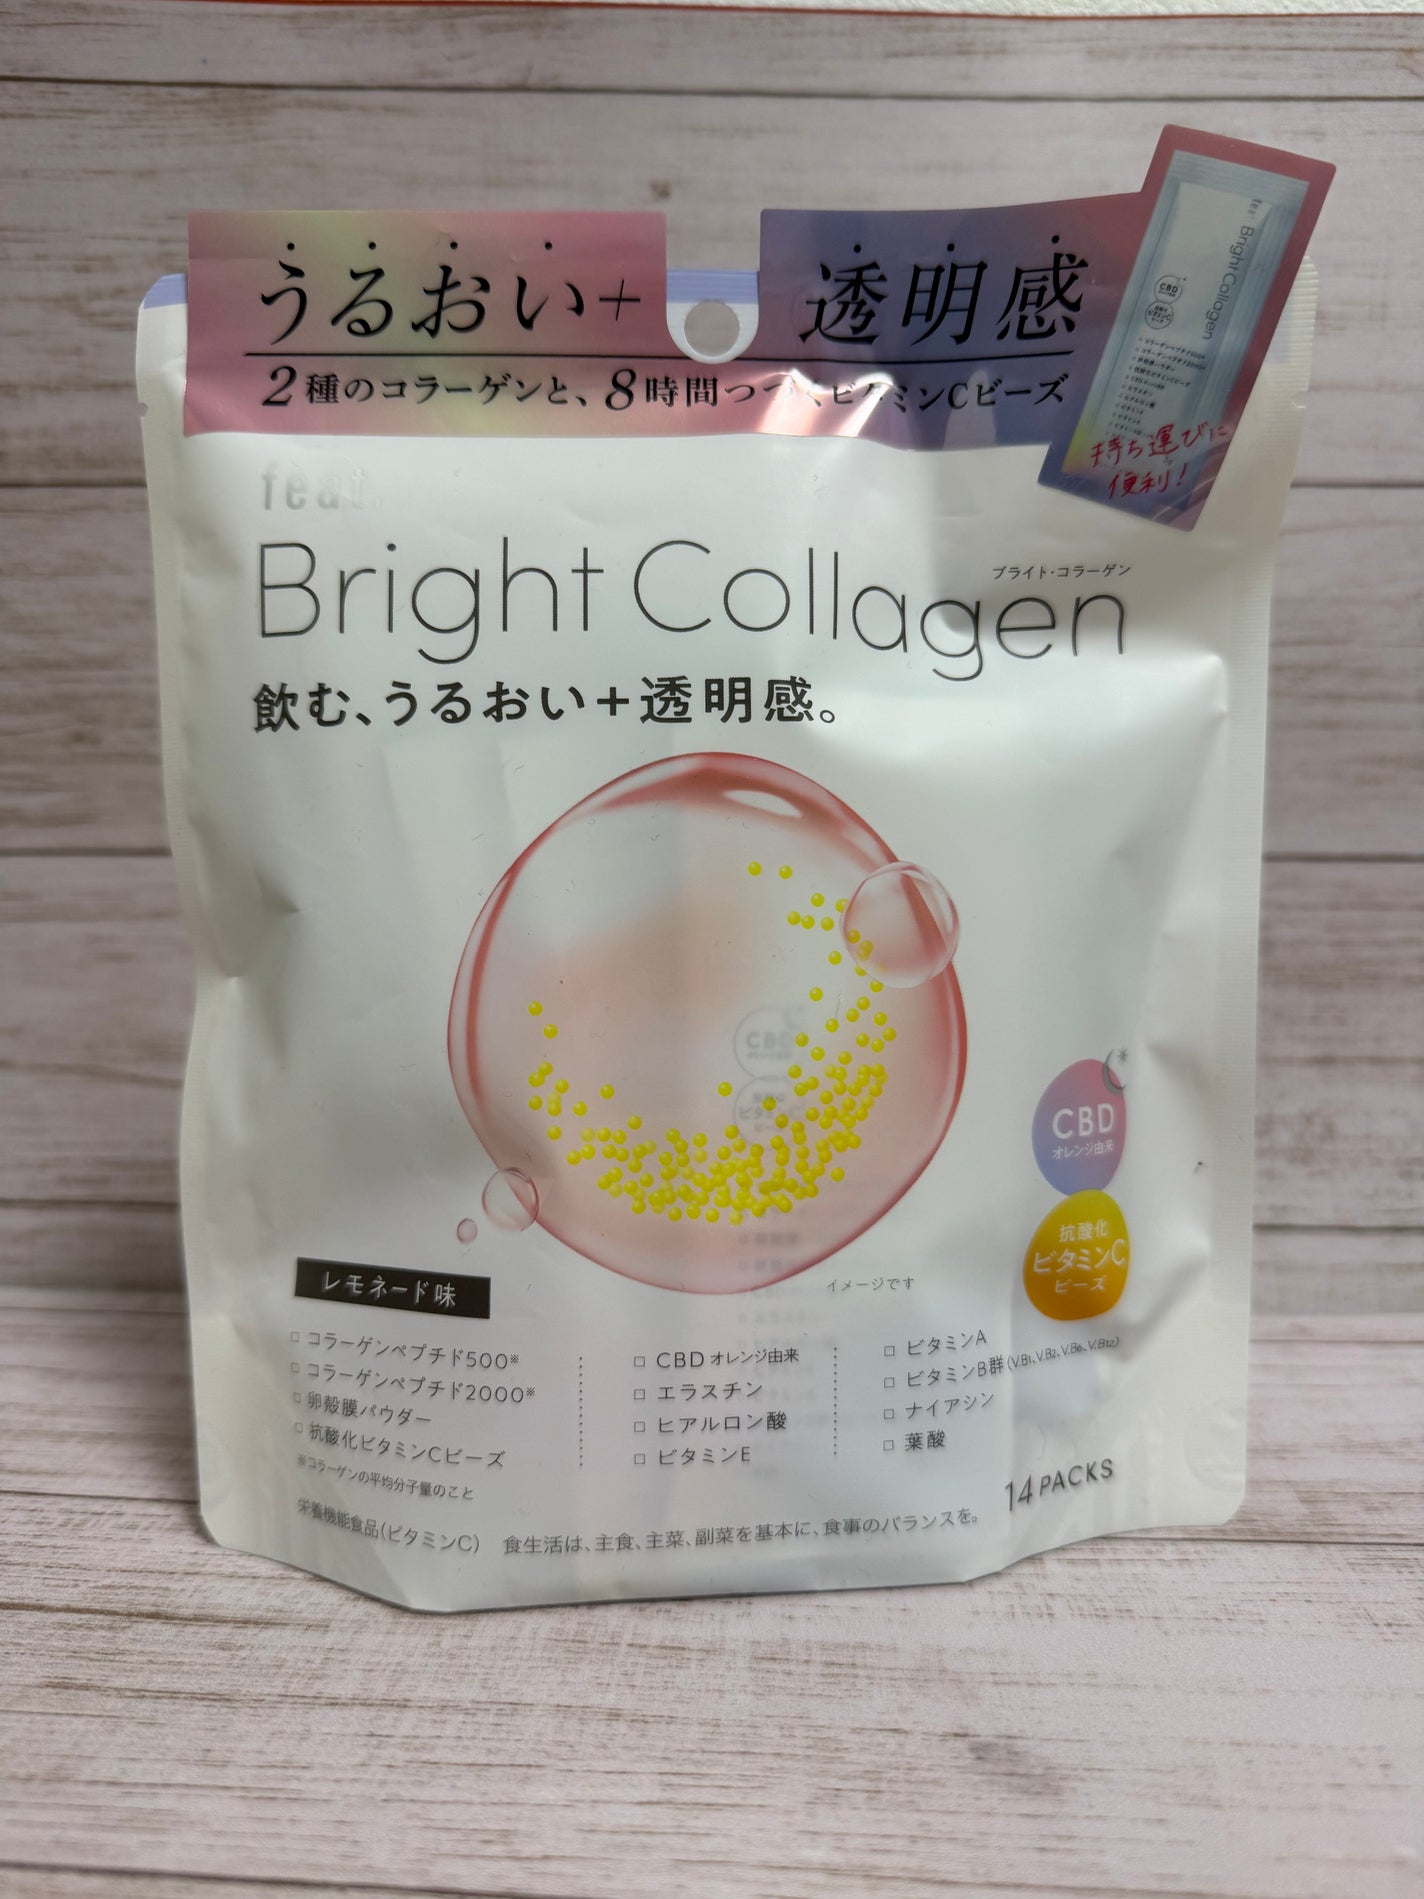 うるおい+ 透明感
2種のコラーゲンと、8時間つづくビタミンCビーズ
feat. Bright Collagen
CBD
持ち運びに
便利!
feat.
Bright Collagen
ブライト・コラーゲン
飲む、うるおい+透明感。
CBD
オレンジ由来
抗酸化
ビタミンC
ビーズ
イメージです
レモネード味
□ コラーゲンペプチド500※
□ コラーゲンペプチド2000※
□ 卵殻膜パウダー
□ 抗酸化ビタミンCビーズ
※コラーゲンの平均分子量のこと
□ CBD オレンジ由来
□ エラスチン
□ ヒアルロン酸
□ ビタミンE
□ ビタミンA
□ ビタミンB群(V.B1、V.B2、V.B6、V.B12)
□ ナイアシン
□ 葉酸
14 PACKS
栄養機能食品(ビタミンC) 食生活は、主食、主菜、副菜を基本に、食事のバランスを。